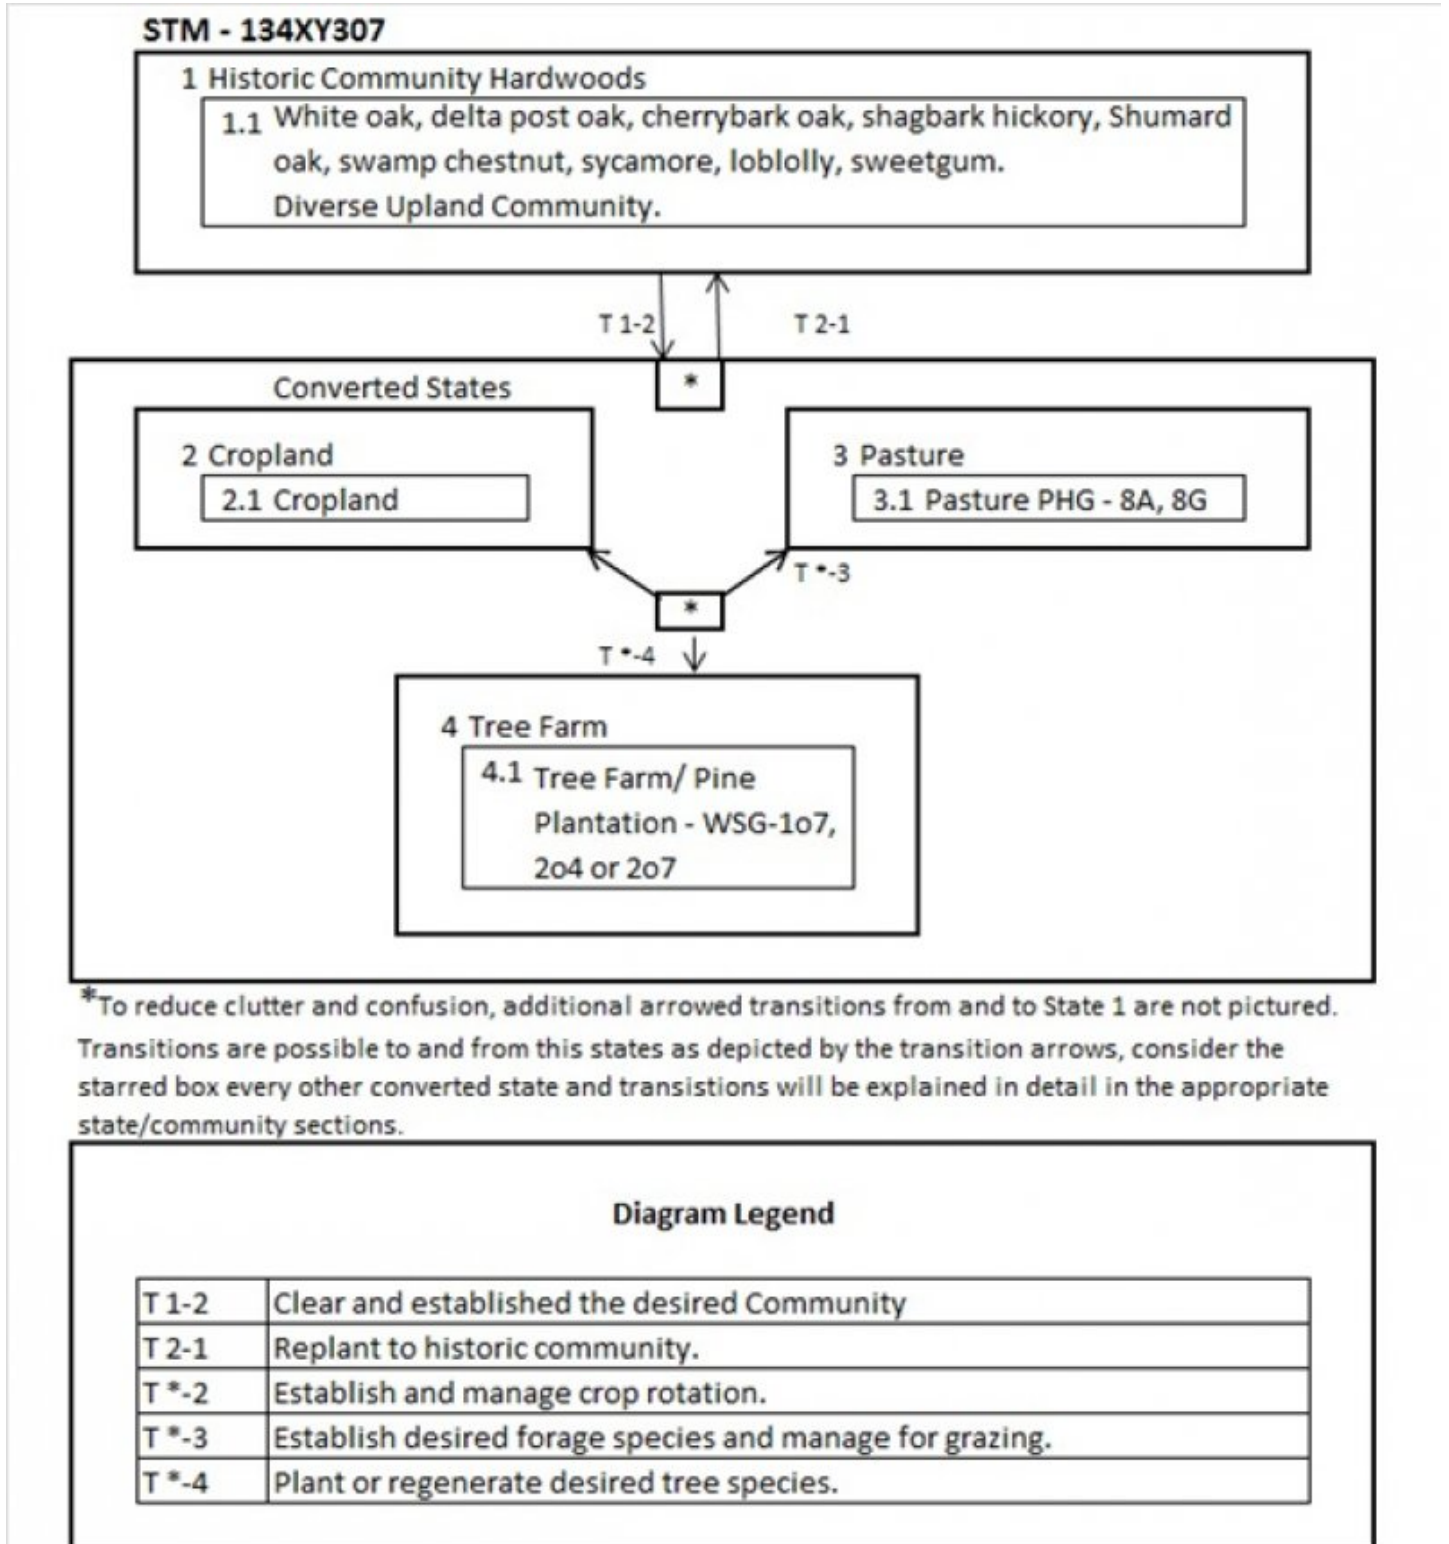 STM - 134XY307
1 Historic Community Hardwoods
1.1 White oak, delta post oak, cherrybark oak, shagbark hickory, Shumard
oak, swamp chestnut, sycamore, loblolly, sweetgum.
Diverse Upland Community.
T 1-2
T 2-1
Converted States
*
2 Cropland
2.1 Cropland
3 Pasture
3.1 Pasture PHG - 8A, 8G
T *-3
*
T *-4
4 Tree Farm
4.1 Tree Farm/ Pine
Plantation - WSG-1o7,
2o4 or 2o7
*To reduce clutter and confusion, additional arrowed transitions from and to State 1 are not pictured.
Transitions are possible to and from this states as depicted by the transition arrows, consider the
starred box every other converted state and transistions will be explained in detail in the appropriate
state/community sections.
Diagram Legend
T 1-2 Clear and established the desired Community
T 2-1 Replant to historic community.
T *-2 Establish and manage crop rotation.
T *-3 Establish desired forage species and manage for grazing.
T *-4 Plant or regenerate desired tree species.